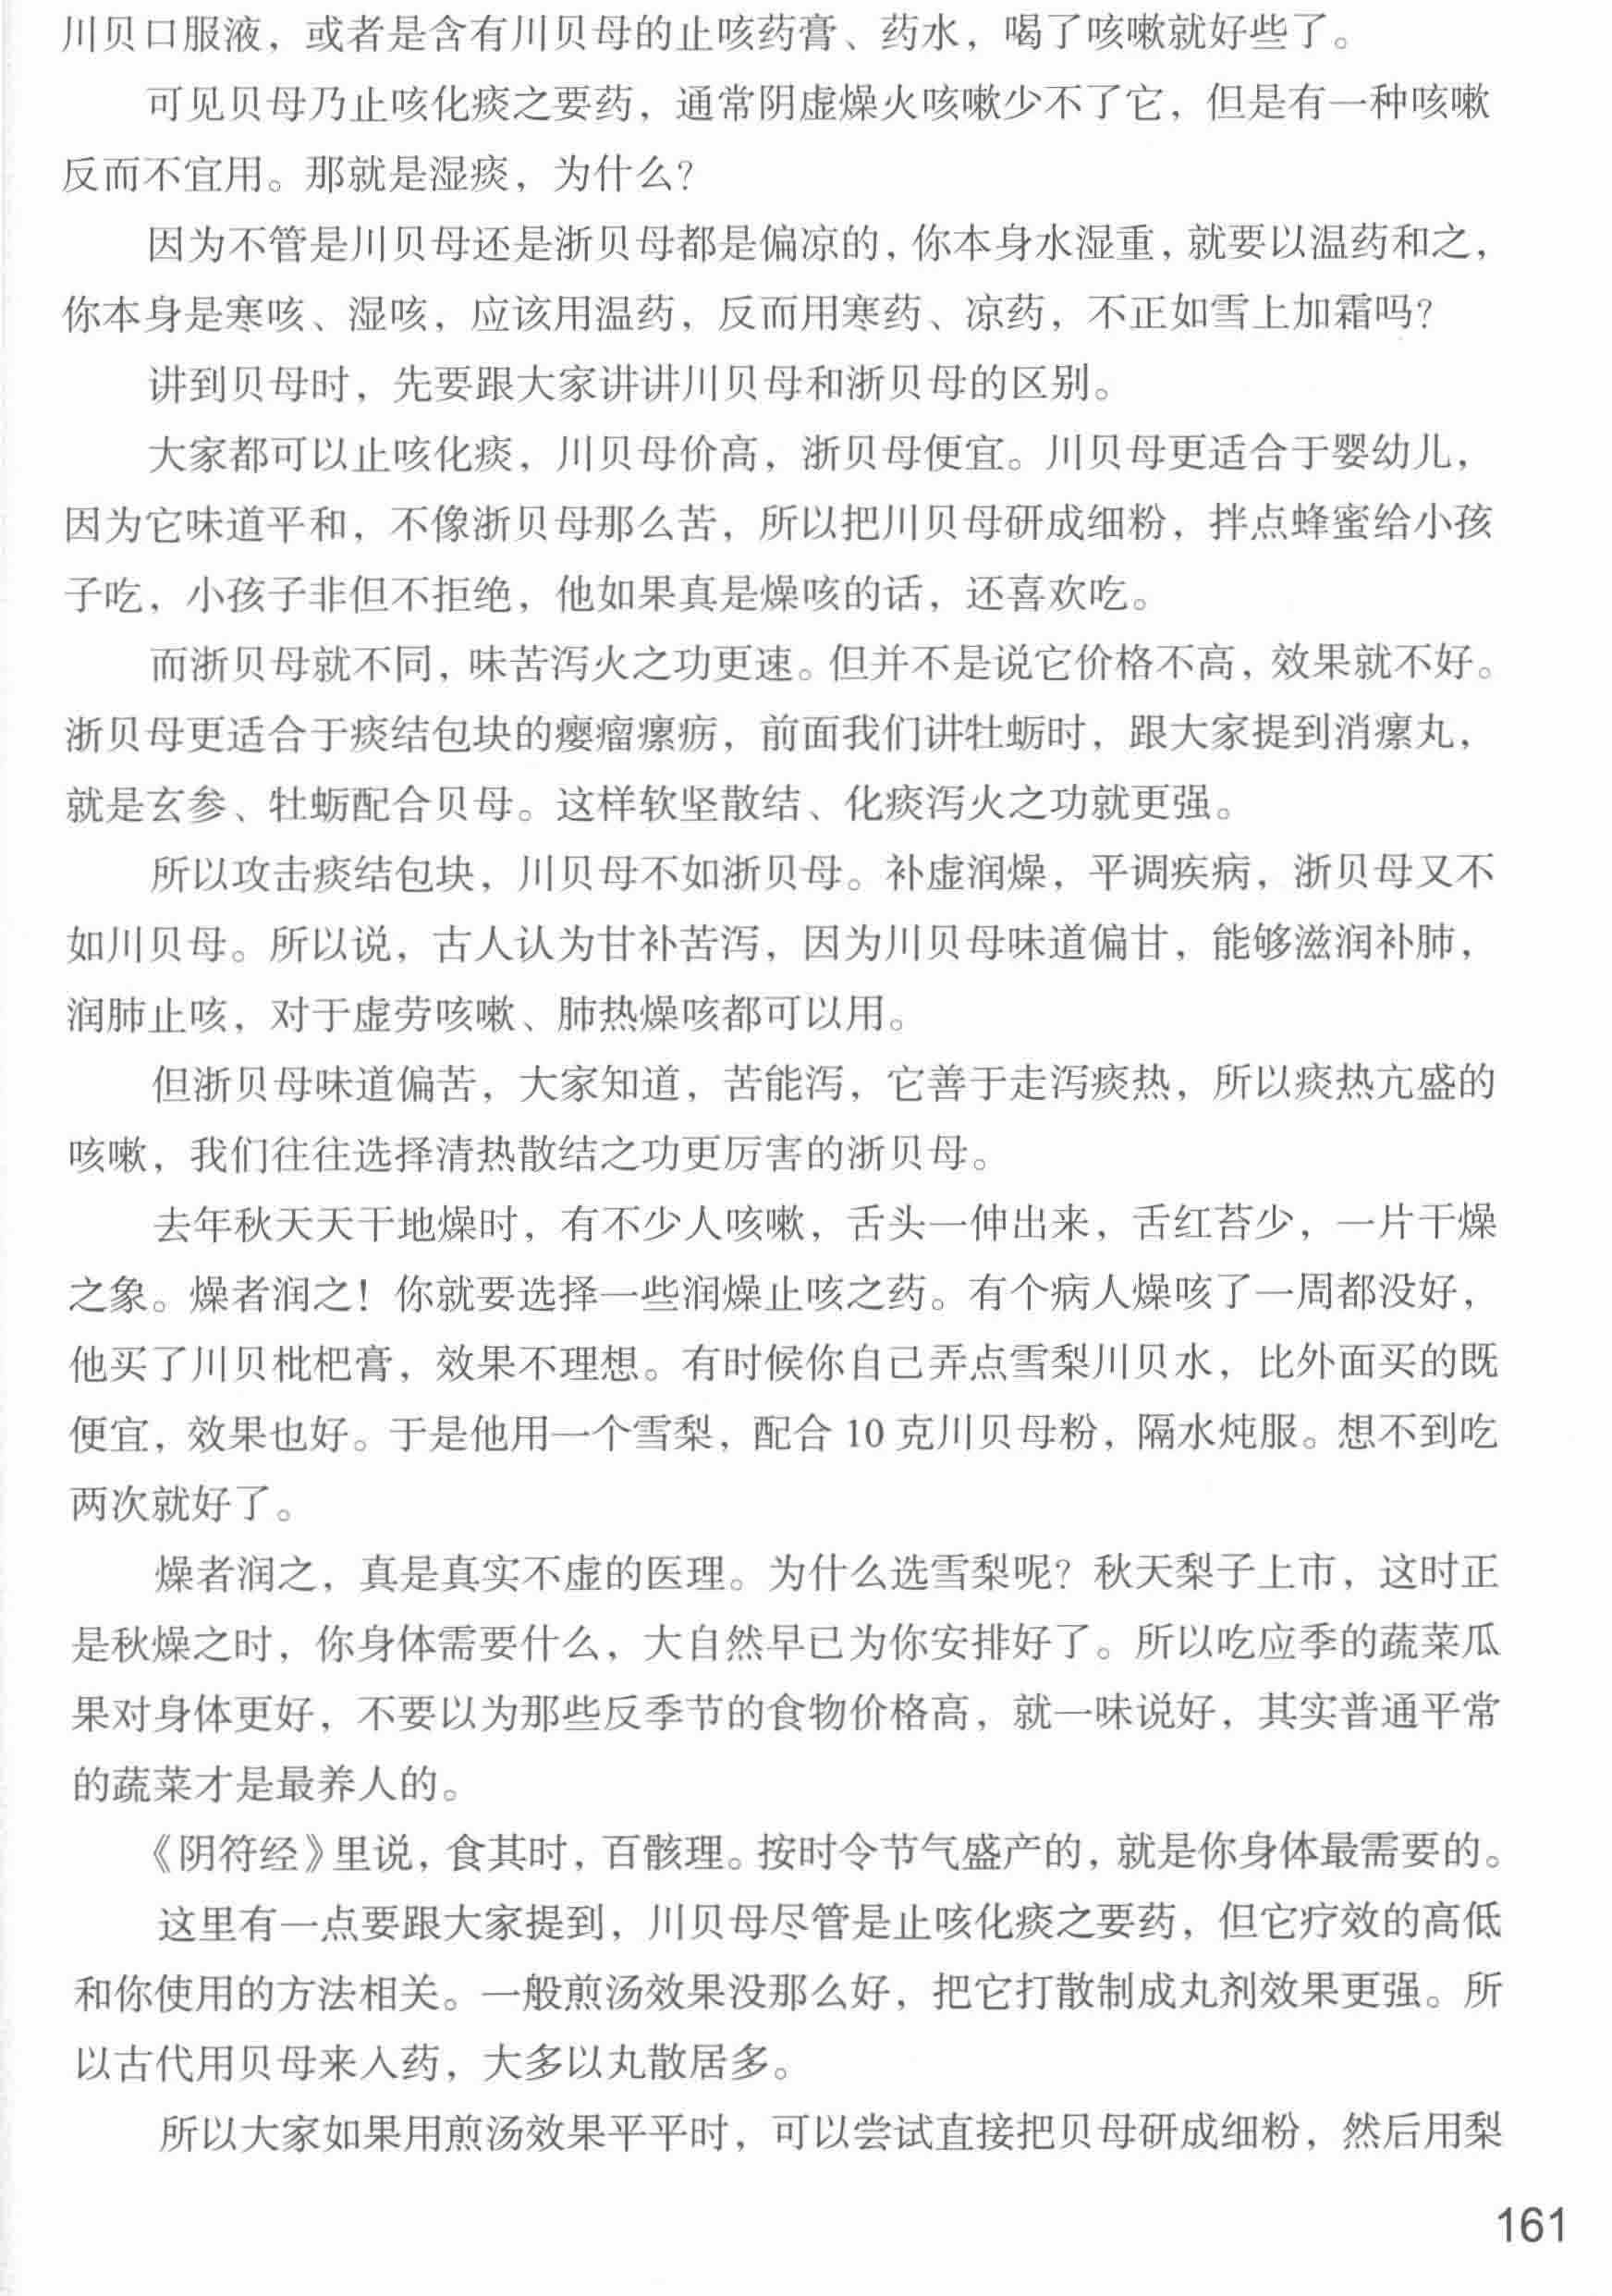 川贝口服液，或者是含有川贝母的止咳药膏、药水，喝了咳嗽就好些了。
可见贝母乃止咳化痰之要药，通常阴虚燥火咳嗽少不了它，但是有一种咳嗽
反而不宜用。那就是湿痰，为什么？
因为不管是川贝母还是浙贝母都是偏凉的，你本身水湿重，就要以温药和之，
你本身是寒咳、湿咳，应该用温药，反而用寒药、凉药，不正如雪上加霜吗？
讲到贝母时，先要跟大家讲讲川贝母和浙贝母的区别。
大家都可以止咳化痰，川贝母价高，浙贝母便宜。川贝母更适合于婴幼儿，
因为它味道平和，不像浙贝母那么苦，所以把川贝母研成细粉，拌点蜂蜜给小孩
子吃，小孩子非但不拒绝，他如果真是燥咳的话，还喜欢吃。
而浙贝母就不同，味苦泻火之功更速。但并不是说它价格不高，效果就不好。
浙贝母更适合于痰结包块的瘿瘤瘰疬，前面我们讲牡蛎时，跟大家提到消瘰丸，
就是玄参、牡蛎配合贝母。这样软坚散结、化痰泻火之功就更强。
所以攻击痰结包块，川贝母不如浙贝母。补虚润燥，平调疾病，浙贝母又不
如川贝母。所以说，古人认为甘补苦泻，因为川贝母味道偏甘，能够滋润补肺，
润肺止咳，对于虚劳咳嗽、肺热燥咳都可以用。
但浙贝母味道偏苦，大家知道，苦能泻，它善于走泻痰热，所以痰热亢盛的
咳嗽，我们往往选择清热散结之功更厉害的浙贝母。
去年秋天天干地燥时，有不少人咳嗽，舌头一伸出来，舌红苔少，一片干燥
之象。燥者润之！你就要选择一些润燥止咳之药。有个病人燥咳了一周都没好，
他买了川贝枇杷膏，效果不理想。有时候你自己弄点雪梨川贝水，比外面买的既
便宜，效果也好。于是他用一个雪梨，配合 10 克川贝母粉，隔水炖服。想不到吃
两次就好了。
燥者润之，真是真实不虚的医理。为什么选雪梨呢？秋天梨子上市，这时正
是秋燥之时，你身体需要什么，大自然早已为你安排好了。所以吃应季的蔬菜瓜
果对身体更好，不要以为那些反季节的食物价格高，就一味说好，其实普通平常
的蔬菜才是最养人的。
《阴符经》里说，食其时，百骸理。按时令节气盛产的，就是你身体最需要的。
这里有一点要跟大家提到，川贝母尽管是止咳化痰之要药，但它疗效的高低
和你使用的方法相关。一般煎汤效果没那么好，把它打散制成丸剂效果更强。所
以古代用贝母来入药，大多以丸散居多。
所以大家如果用煎汤效果平平时，可以尝试直接把贝母研成细粉，然后用梨
161